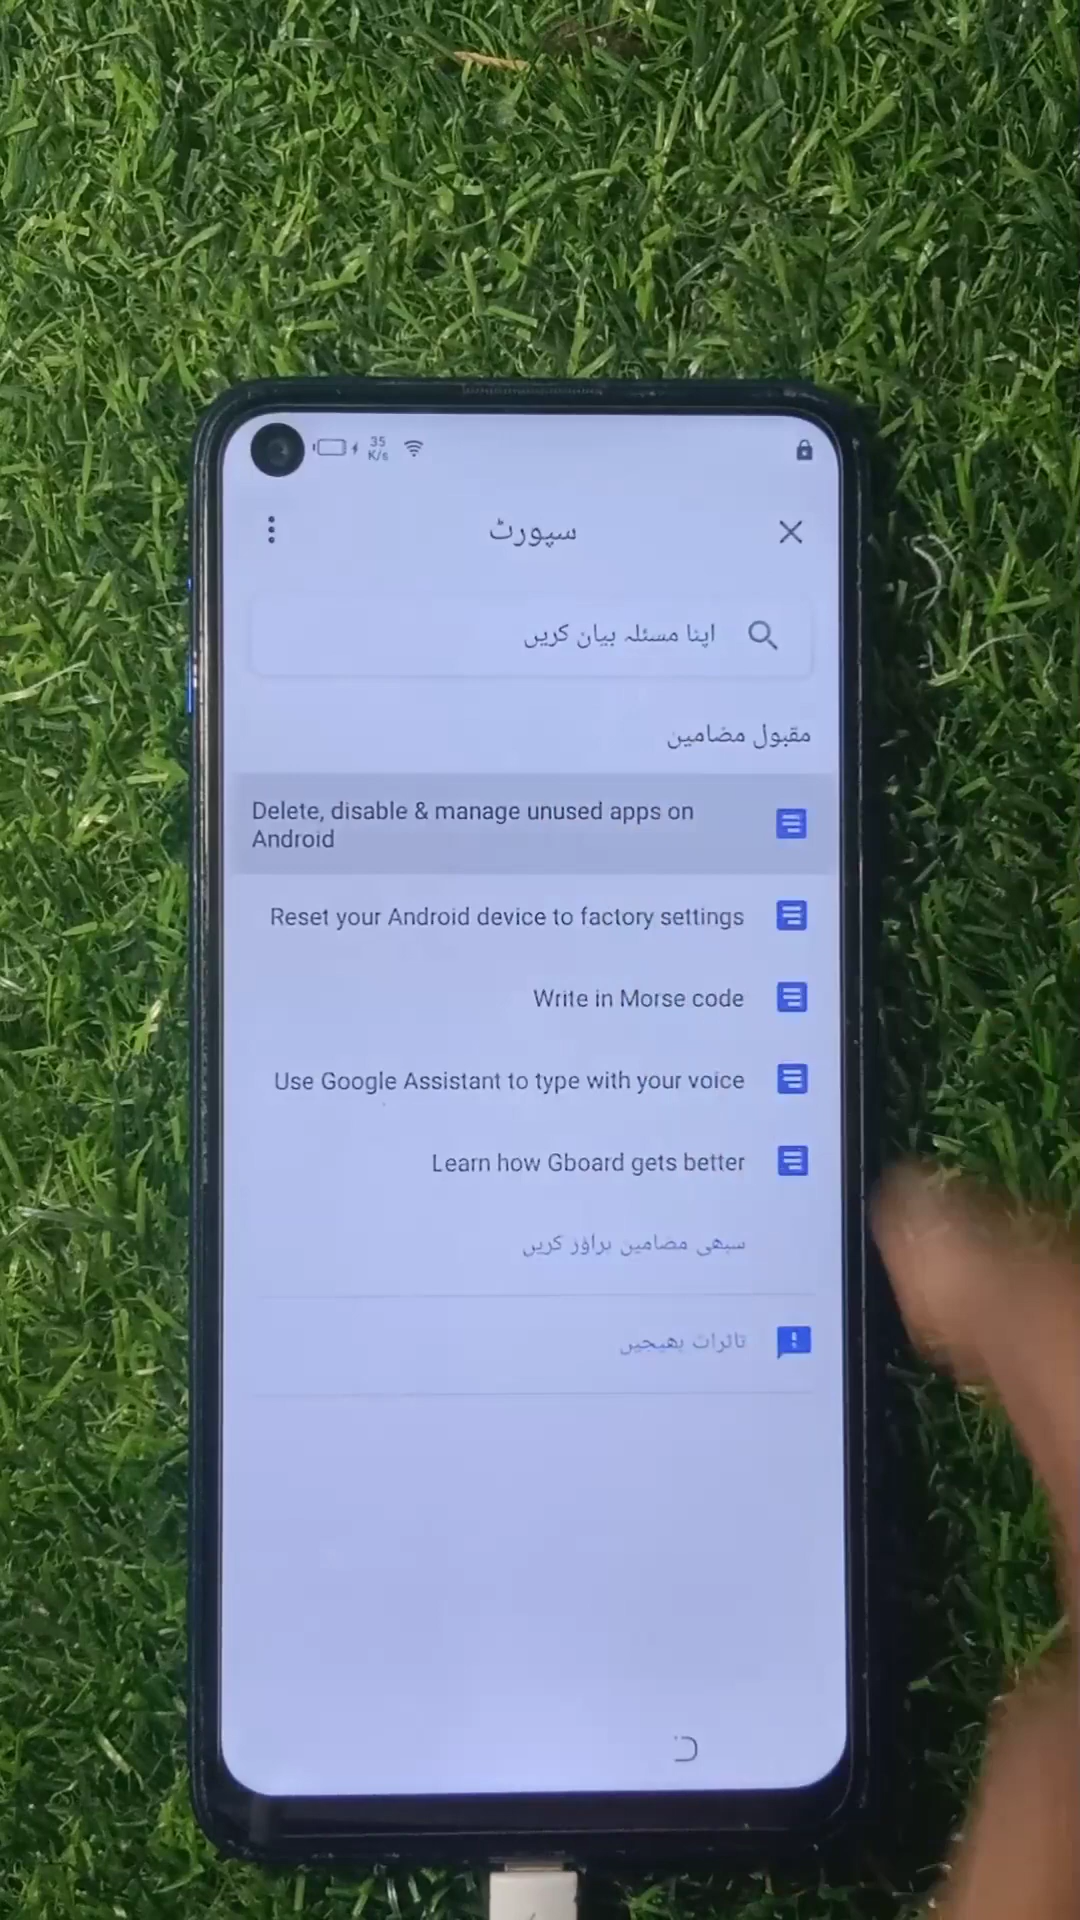 35
K/s
سپورٹ
اپنا مسئلہ بیان کریں
مقبول مضامین
Delete, disable & manage unused apps on
Android
Reset your Android device to factory settings
Write in Morse code
Use Google Assistant to type with your voice
Learn how Gboard gets better
سبھی مضامین براؤز کریں
تاثرات بھیجیں